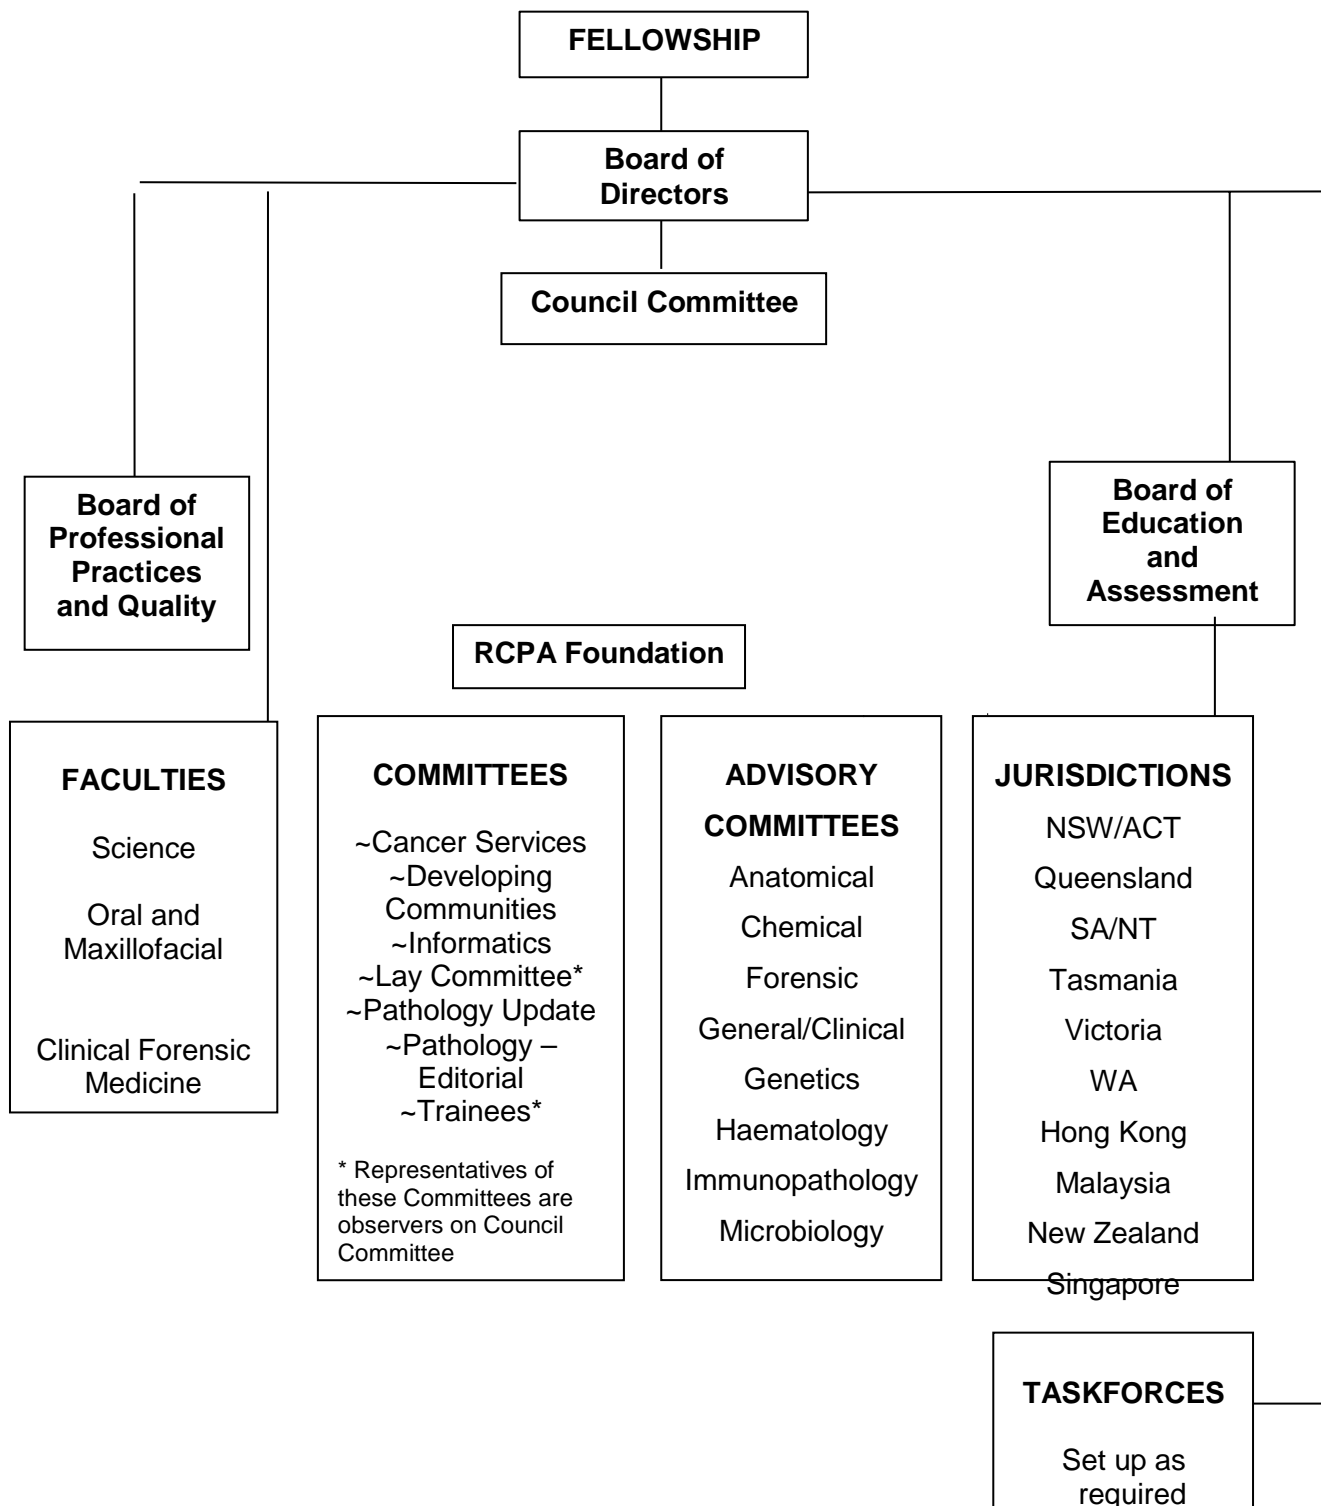 FELLOWSHIP
Board of
Directors
Council Committee
Board of
Professional
Practices
and Quality
Board of
Education
and
Assessment
RCPA Foundation
FACULTIES
Science
Oral and
Maxillofacial
Clinical Forensic
Medicine
COMMITTEES
~Cancer Services
~Developing
Communities
~Informatics
~Lay Committee*
~Pathology Update
~Pathology –
Editorial
~Trainees*
* Representatives of
these Committees are
observers on Council
Committee
ADVISORY
COMMITTEES
Anatomical
Chemical
Forensic
General/Clinical
Genetics
Haematology
Immunopathology
Microbiology
JURISDICTIONS
NSW/ACT
Queensland
SA/NT
Tasmania
Victoria
WA
Hong Kong
Malaysia
New Zealand
Singapore
TASKFORCES
Set up as
required